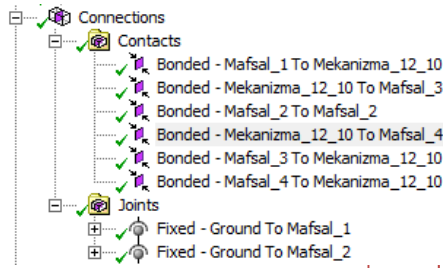 Connections
Contacts
Bonded - Mafsal_1 To Mekanizma_12_10
Bonded - Mekanizma_12_10 To Mafsal_3
Bonded - Mafsal_2 To Mafsal_2
Bonded - Mekanizma_12_10 To Mafsal_4
Bonded - Mafsal_3 To Mekanizma_12_10
Bonded - Mafsal_4 To Mekanizma_12_10
Joints
Fixed - Ground To Mafsal_1
Fixed - Ground To Mafsal_2